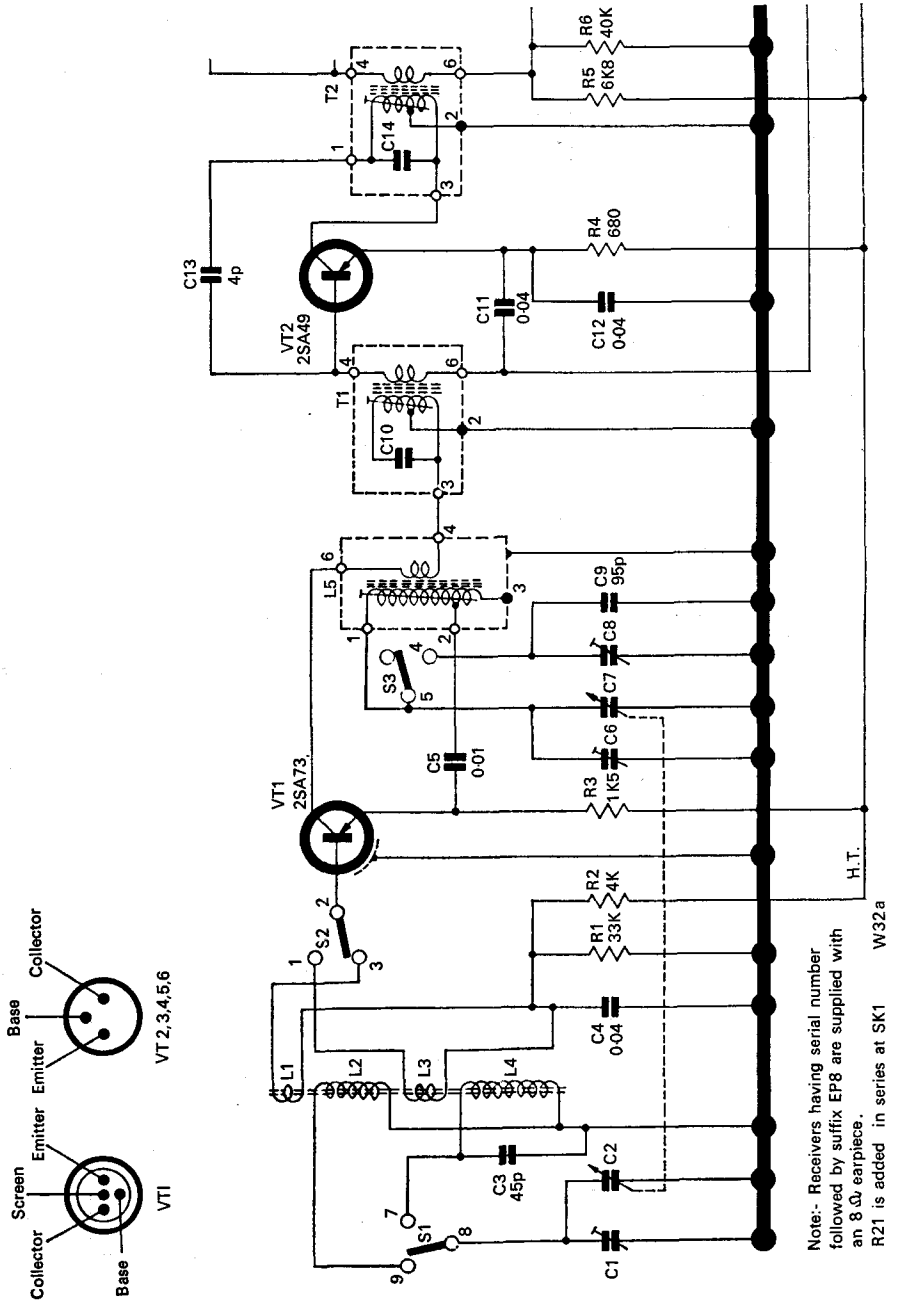 Screen
Emitter
Collector
Base
VT1
Base
Emitter
Collector
VT 2,3,4,5,6
9
S1
7
8
C1
C2
C3
45p
L1
L2
L3
L4
1
S2
2
3
C4
0·04
R1
33K
R2
4K
VT1
2SA73
R3
1K5
C5
0·01
C6
C7
S3
5
4
C8
C9
95p
L5
6
1
2
3
4
T1
C10
3
2
4
6
VT2
2SA49
C13
4p
C11
0·04
C12
0·04
R4
680
T2
C14
1
3
2
4
6
R5
6K8
R6
40K
H.T.
Note:- Receivers having serial number
followed by suffix EP8 are supplied with
an 8 Ω earpiece.
R21 is added in series at SK1
W32a